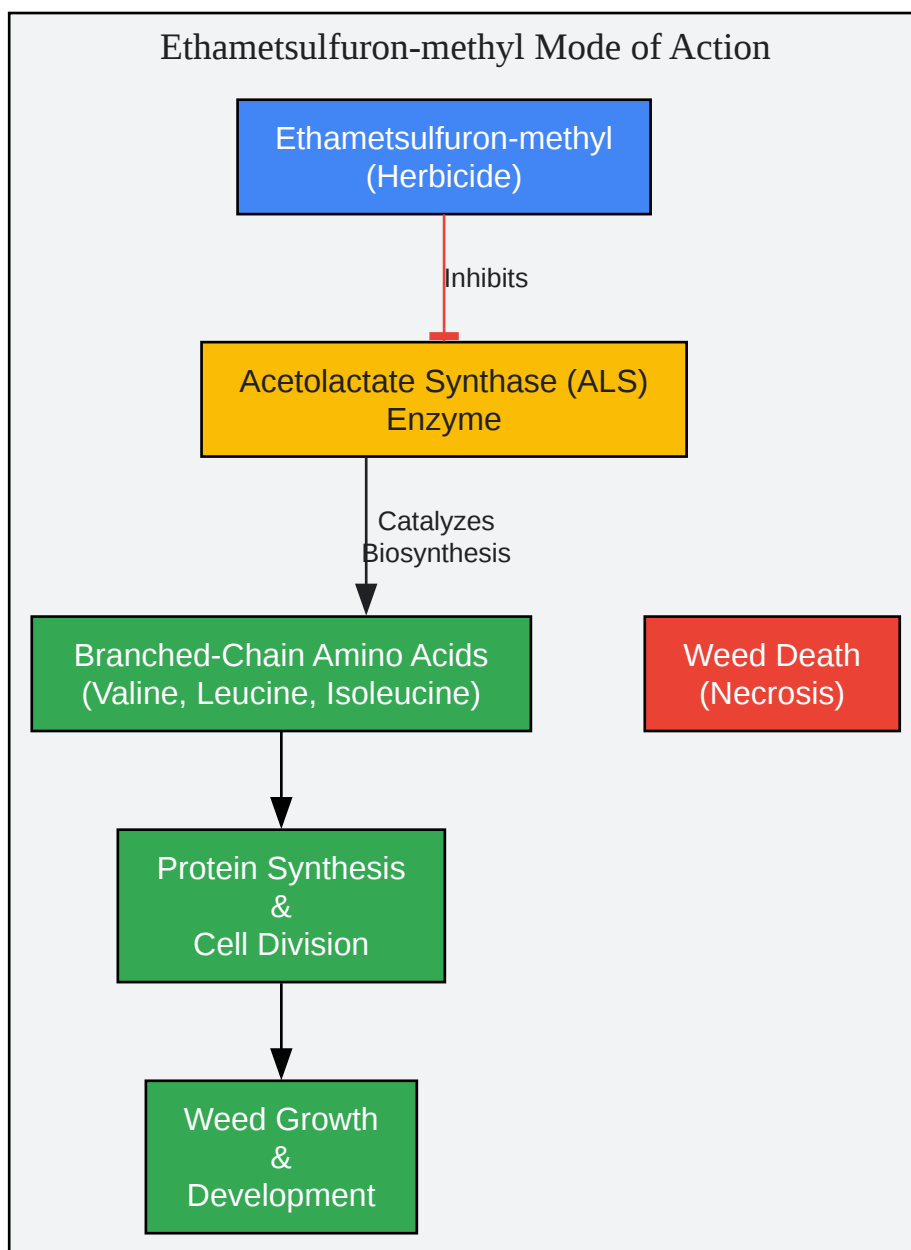 Ethametsulfuron-methyl Mode of Action
Ethametsulfuron-methyl
(Herbicide)
Inhibits
Acetolactate Synthase (ALS)
Enzyme
Catalyzes
Biosynthesis
Branched-Chain Amino Acids
(Valine, Leucine, Isoleucine)
Weed Death
(Necrosis)
Protein Synthesis
&
Cell Division
Weed Growth
&
Development